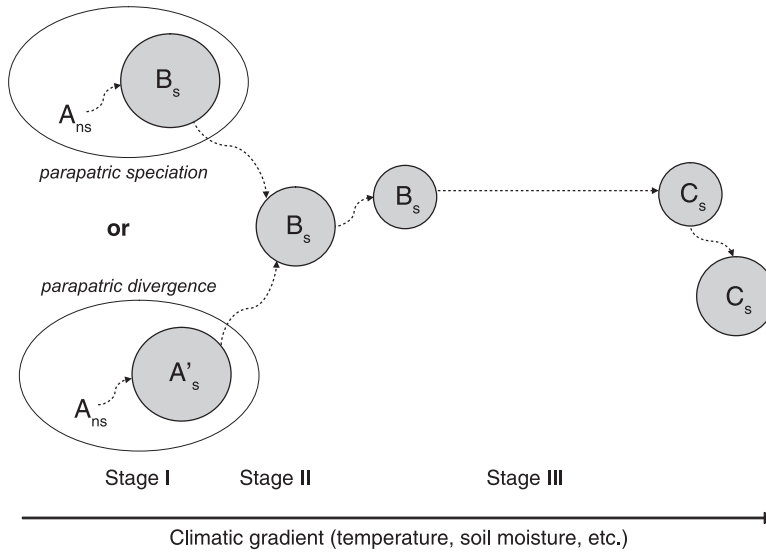 B_s
A_ns
parapatric speciation
or
B_s
B_s
C_s
C_s
parapatric divergence
A'_s
A_ns
Stage I Stage II Stage III
Climatic gradient (temperature, soil moisture, etc.)